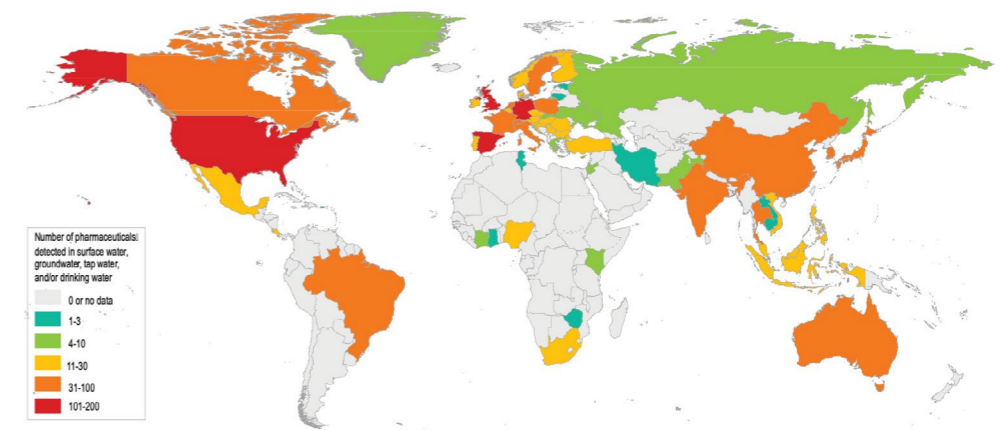 Number of pharmaceuticals
detected in surface water,
groundwater, tap water,
and/or drinking water
0 or no data
1-3
4-10
11-30
31-100
101-200